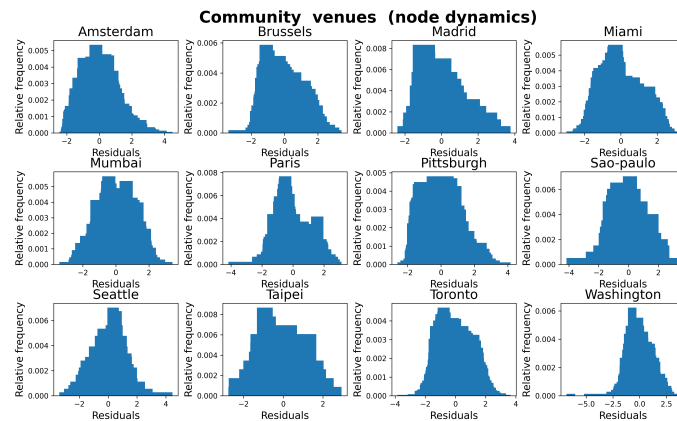 Community venues (node dynamics)
Amsterdam Brussels Madrid Miami
Relative frequency Relative frequency Relative frequency Relative frequency
0.005 0.006 0.008 0.005
0.004 0.004 0.006 0.004
0.003 0.002 0.004 0.003
0.002 0.000 0.002 0.002
0.001 0.000 0.001
0.000 0.000
−2 0 2 4 −2 0 2 −2 0 2 4 −2 0 2
Residuals Residuals Residuals Residuals
Mumbai Paris Pittsburgh Sao-paulo
Relative frequency Relative frequency Relative frequency Relative frequency
0.005 0.008 0.005 0.006
0.004 0.006 0.004 0.004
0.003 0.004 0.003 0.002
0.002 0.002 0.002 0.000
0.001 0.000 0.001
0.000 0.000
−2 0 2 −4 −2 0 2 −2 0 2 4 −4 −2 0 2
Residuals Residuals Residuals Residuals
Seattle Taipei Toronto Washington
Relative frequency Relative frequency Relative frequency Relative frequency
0.006 0.008 0.004 0.006
0.004 0.006 0.003 0.004
0.002 0.004 0.002 0.002
0.000 0.002 0.001 0.000
0.000 0.000
−2 0 2 4 −2 0 2 −4 −2 0 2 4 −5.0 −2.5 0.0 2.5
Residuals Residuals Residuals Residuals